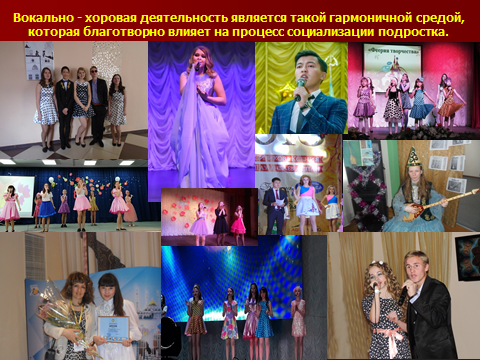 Вокально - хоровая деятельность является такой гармоничной средой,
которая благотворно влияет на процесс социализации подростка.